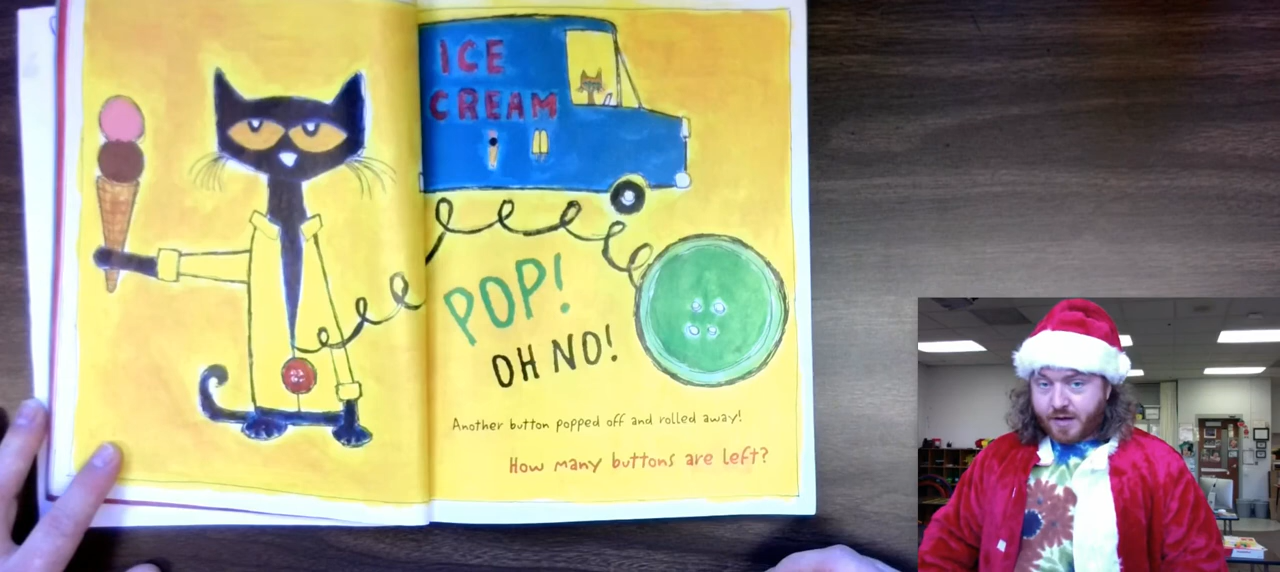 ICE
CREAM
POP!
OH NO!
Another button popped off and rolled away!
How many buttons are left?